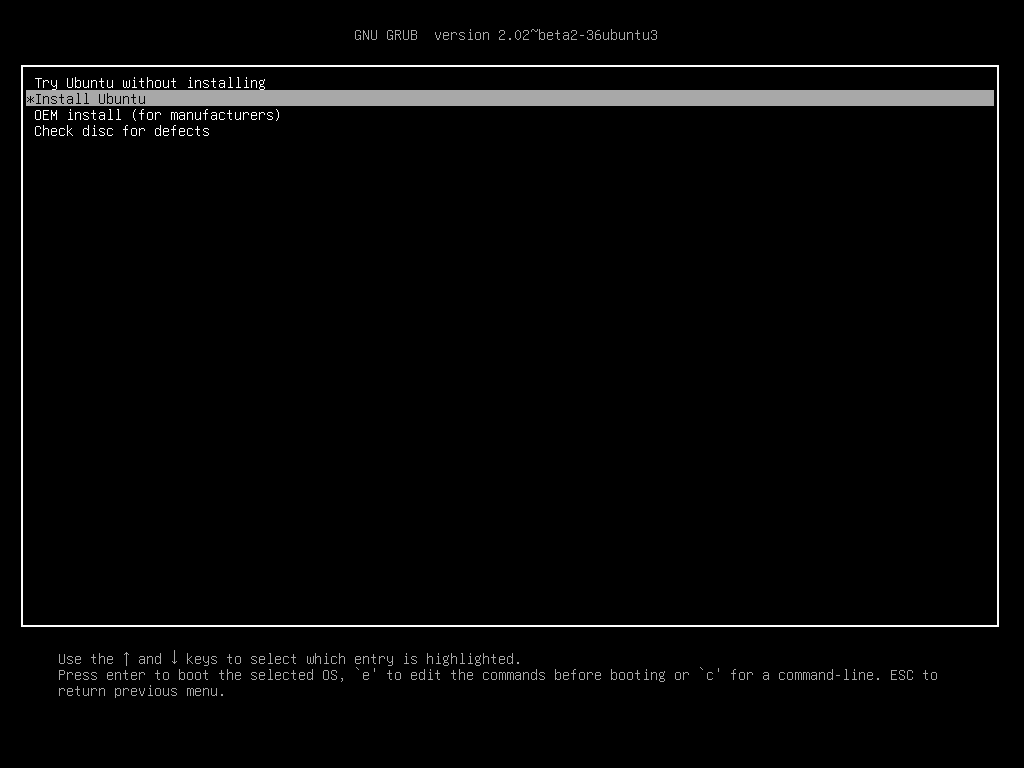 GNU GRUB  version 2.02~beta2-36ubuntu3
Try Ubuntu without installing
*Install Ubuntu
OEM install (for manufacturers)
Check disc for defects
Use the ↑ and ↓ keys to select which entry is highlighted.
Press enter to boot the selected OS, `e' to edit the commands before booting or `c' for a command-line. ESC to
return previous menu.